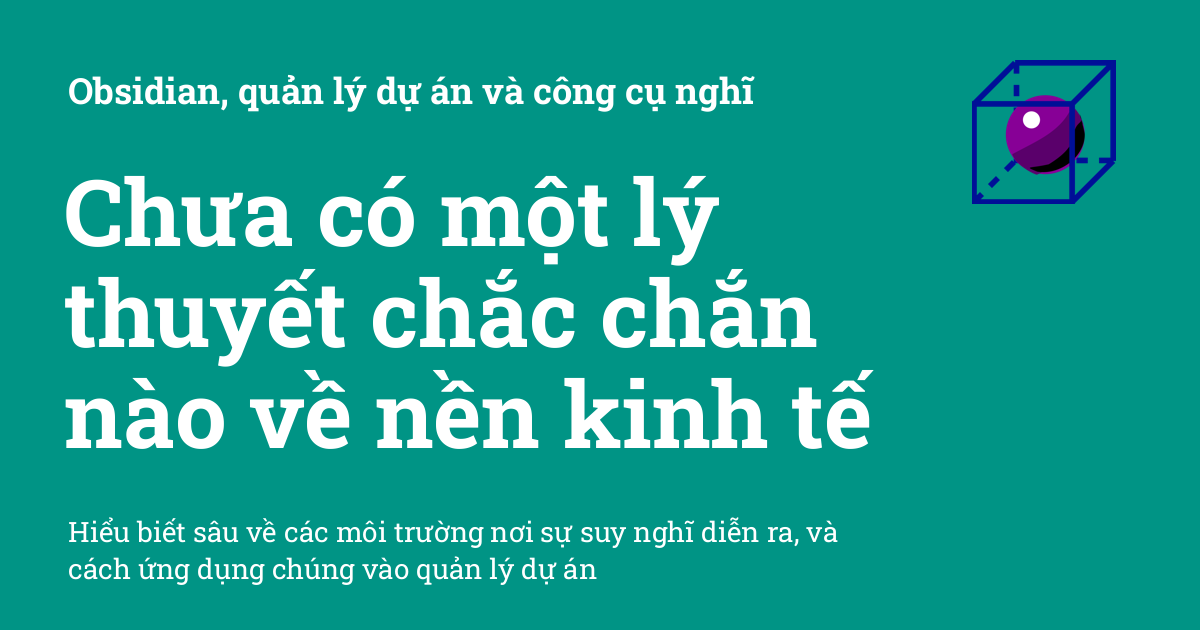 Obsidian, quản lý dự án và công cụ nghĩ
Chưa có một lý
thuyết chắc chắn
nào về nền kinh tế
Hiểu biết sâu về các môi trường nơi sự suy nghĩ diễn ra, và
cách ứng dụng chúng vào quản lý dự án